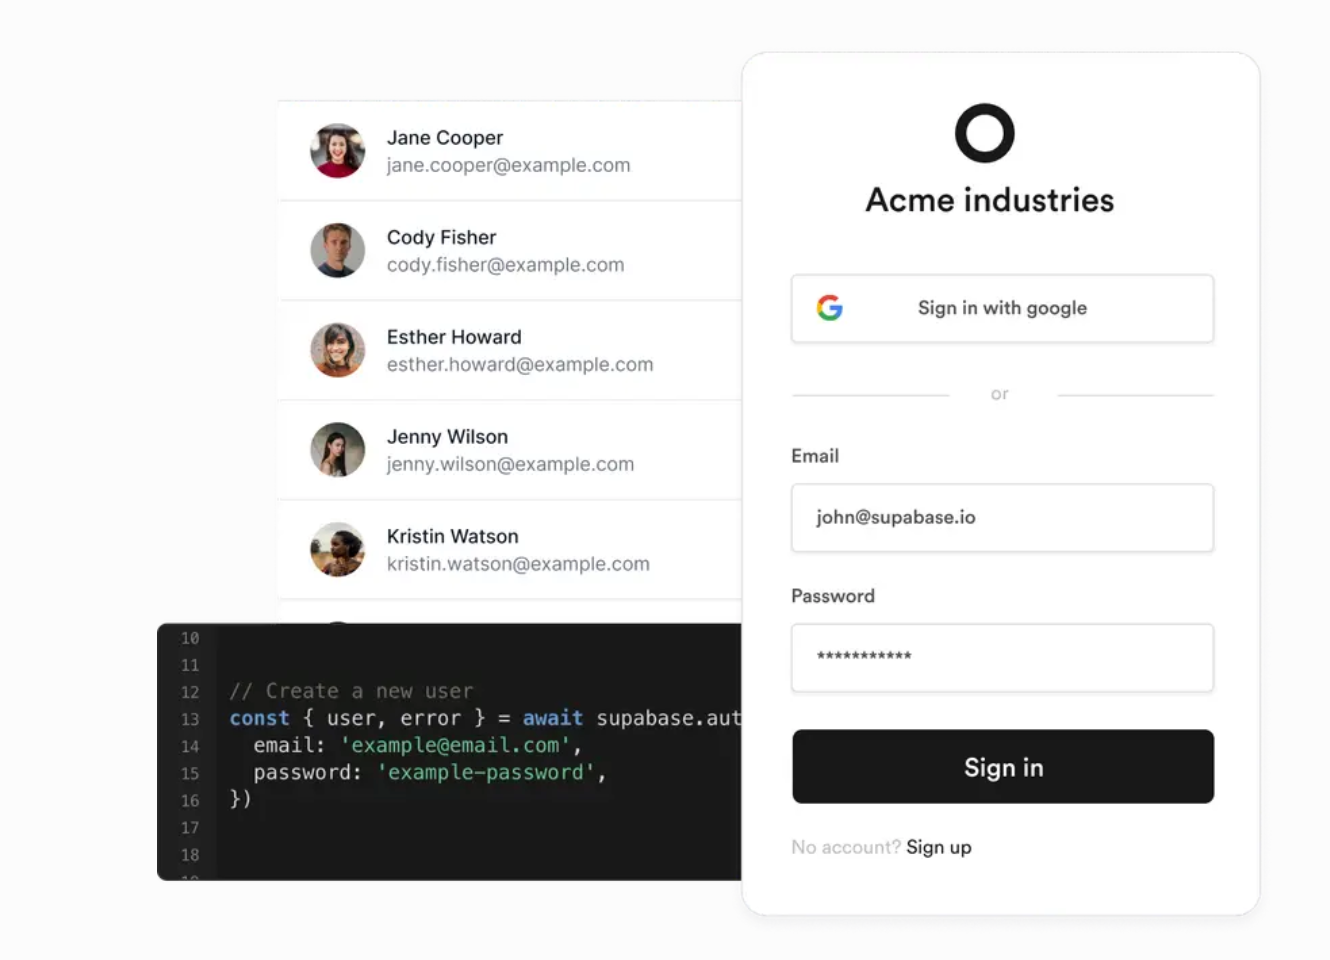 Jane Cooper
jane.cooper@example.com
Cody Fisher
cody.fisher@example.com
Esther Howard
esther.howard@example.com
Jenny Wilson
jenny.wilson@example.com
Kristin Watson
kristin.watson@example.com
10
11
12 // Create a new user
13 const { user, error } = await supabase.aut
14 email: 'example@email.com',
15 password: 'example-password',
16 })
17
18
Acme industries
Sign in with google
or
Email
john@supabase.io
Password
***********
Sign in
No account? Sign up